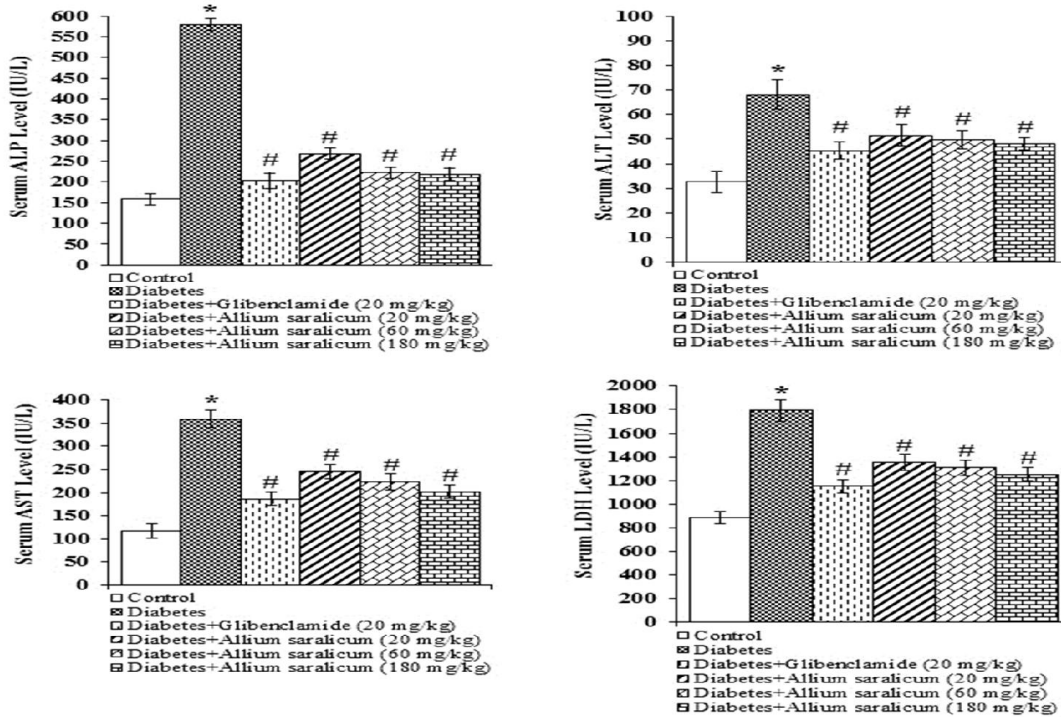 Serum ALP Level (IU/L)
600
550
500
450
400
350
300
250
200
150
100
50
0
*
#
#
#
#
Control
Diabetes
Diabetes+Glibenclamide (20 mg/kg)
Diabetes+Allium saralicum (20 mg/kg)
Diabetes+Allium saralicum (60 mg/kg)
Diabetes+Allium saralicum (180 mg/kg)
Serum ALT Level (IU/L)
100
90
80
70
60
50
40
30
20
10
0
*
#
#
#
#
Control
Diabetes
Diabetes+Glibenclamide (20 mg/kg)
Diabetes+Allium saralicum (20 mg/kg)
Diabetes+Allium saralicum (60 mg/kg)
Diabetes+Allium saralicum (180 mg/kg)
Serum AST Level (IU/L)
400
350
300
250
200
150
100
50
0
*
#
#
#
#
Control
Diabetes
Diabetes+Glibenclamide (20 mg/kg)
Diabetes+Allium saralicum (20 mg/kg)
Diabetes+Allium saralicum (60 mg/kg)
Diabetes+Allium saralicum (180 mg/kg)
Serum LDH Level (IU/L)
2000
1800
1600
1400
1200
1000
800
600
400
200
0
*
#
#
#
#
Control
Diabetes
Diabetes+Glibenclamide (20 mg/kg)
Diabetes+Allium saralicum (20 mg/kg)
Diabetes+Allium saralicum (60 mg/kg)
Diabetes+Allium saralicum (180 mg/kg)